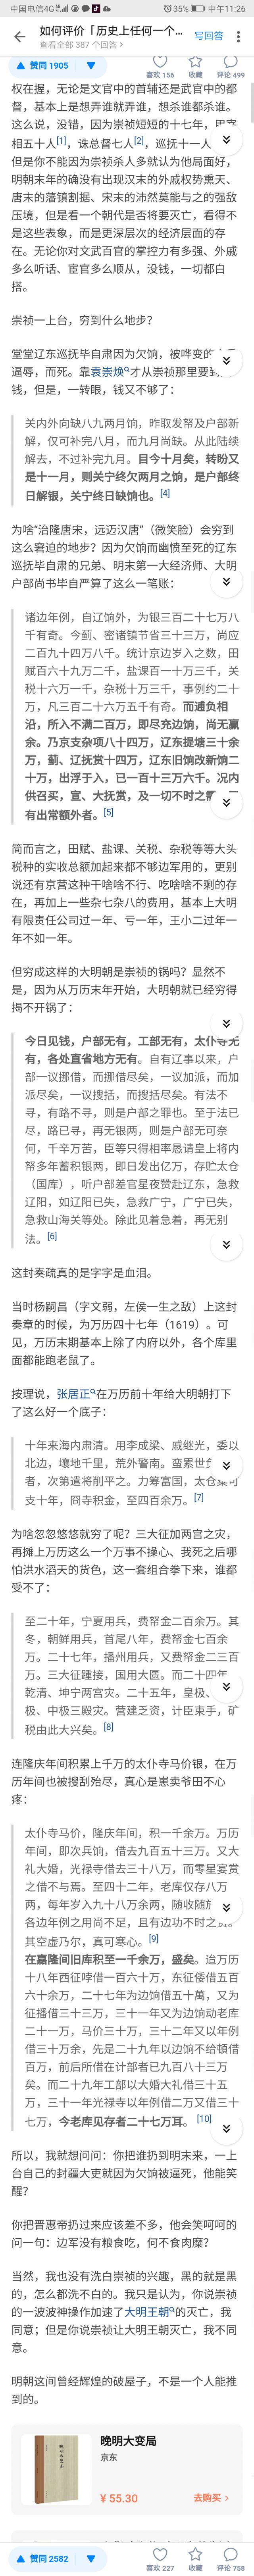 中国电信4G
35%
中午11:26
如何评价「历史上任何一个...
查看全部 387 个回答
写回答
赞同 1905
喜欢 156
收藏
评论 499
权在握，无论是文官中的首辅还是武官中的都
督，基本上是想弄谁就弄谁，想杀谁都杀谁。
这么说，没错，因为崇祯短短的十七年，
相五十人[1]，诛总督七人[2]，巡抚十一人
但是你不能因为崇祯杀人多就认为他局面好，
明朝末年的确没有出现汉末的外戚权势熏天、
唐末的藩镇割据、宋末的沛然莫能与之的强敌
压境，但是看一个朝代是否将要灭亡，看得不
是这些表象，而是更深层次的经济层面的存
在。无论你对文武百官的掌控力有多强、外戚
多么听话、宦官多么顺从，没钱，一切都白
搭。
崇祯一上台，穷到什么地步？
堂堂辽东巡抚毕自肃因为欠饷，被哗变的
逼辱，而死。靠袁崇焕才从崇祯那里要
钱，但是，一转眼，钱又不够了：
关内外向缺八九两月饷，昨取发帑及户部新
解，仅可补完八月，而九月尚缺。从此陆续
解去，不过补完九月。目今十月矣，转盼又
是十一月，则关宁终欠两月之饷，是户部终
日解银，关宁终日缺饷也。[4]
为啥“治隆唐宋，远迈汉唐”（微笑脸）会穷到
这么窘迫的地步？因为欠饷而幽愤至死的辽东
巡抚毕自肃的兄弟、明末第一大经济师、大明
户部尚书毕自严算了这么一笔账：
诸边年例，自辽饷外，为银三百二十七万八
千有奇。今蓟、密诸镇节省三十三万，尚应
二百九十四万八千。统计京边岁入之数，田
赋百六十九万二千，盐课百一十万三千，关
税十六万一千，杂税十万三千，事例约二十
万，凡三百二十六万五千有奇。而逋负相
沿，所入不满二百万，即尽充边饷，尚无赢
余。乃京支杂项八十四万，辽东提塘三十余
万，蓟、辽抚赏十四万，辽东旧饷改新饷二
十万，出浮于入，已一百十三万六千。况内
供召买，宣、大抚赏，及一切不时之需，
有出常额外者。[5]
简而言之，田赋、盐课、关税、杂税等等大头
税种的实收总额加起来都不够边军用的，更别
说还有京营这种干啥啥不行、吃啥啥不剩的存
在，再加上一些杂七杂八的费用，基本上大明
有限责任公司过一年、亏一年，王小二过年一
年不如一年。
但穷成这样的大明朝是崇祯的锅吗？显然不
是，因为从万历末年开始，大明朝就已经穷得
揭不开锅了：
今日见钱，户部无有，工部无有，太仆寺无
有，各处直省地方无有。自有辽事以来，户
部一议挪借，而挪借尽矣，一议加派，而加
派尽矣，一议搜括，而搜括尽矣。有法不
寻，有路不寻，则是户部之罪也。至于法已
尽，路已寻，再无银两，则是户部无可奈
何，千辛万苦，臣等只得相率恳请皇上将内
帑多年蓄积银两，即日发出亿万，存贮太仓
（国库），听户部差官星夜赞赴辽东，急救
辽阳，如辽阳已失，急救广宁，广宁已失，
急救山海关等处。除此见着急着，再无别
法。[6]
这封奏疏真的是字字是血泪。
当时杨嗣昌（字文弱，左侯一生之敌）上这封
奏章的时候，为万历四十七年（1619）。可
见，万历末期基本上除了内府以外，各个库里
面都能跑老鼠了。
按理说，张居正在万历前十年给大明朝打下
了这么好一个底子：
十年来海内肃清。用李成梁、戚继光，委以
北边，壤地千里，荒外警南。蛮累世
者，次第遣将削平之。力筹富国，太仓粟可
支十年，冏寺积金，至四百余万。[7]
为啥忽忽悠悠就穷了呢？三大征加两宫之灾，
再摊上万历这么一个万事不操心、我死之后哪
怕洪水滔天的货色，这一套组合拳下来，谁都
受不了：
至二十年，宁夏用兵，费帑金二百余万。其
冬，朝鲜用兵，首尾八年，费帑金七百余
万。二十七年，播州用兵，又费帑金二三百
万。三大征踵接，国用大匮。而二十四年，
乾清、坤宁两宫灾。二十五年，皇极、
极、中极三殿灾。营建乏资，计臣束手，矿
税由此大兴矣。[8]
连隆庆年间积累上千万的太仆寺马价银，在万
历年间也被搜刮殆尽，真心是崽卖爷田不心
疼：
太仆寺马价，隆庆年间，积一千余万。万历
年间，即次兵饷，借去九百五十三万。又大
礼大婚，光禄寺借去三十八万，而零星宴赏
之借不与焉。至四十二年，老库仅存八万
两，每年岁入九十八万余两，随收随放，
各边年例之用尚不足，且有边功不时之赏。
其空虚乃尔，真可寒心。[9]
在嘉隆间旧库积至一千余万，盛矣。迨万历
十八年西征哱借一百六十万，东征倭借五百
六十余万，二十七年为边饷借五十萬，又为
征播借三十三万，三十一年又为边饷动老库
二十一万，马价三十万，三十二年又以年例
借三十万余，先是二十九年以边饷不给顿借
百万，前后所借在计部者已九百八十三万
矣。而二十九年工部以大婚大礼借三十五
万，三十一年光禄寺以年例借二万又借三十
七万，今老库见存者二十七万耳。[10]
所以，我就想问问：你把谁扔到明末来，一上
台自己的封疆大吏就因为欠饷被逼死，他能笑
醒？
你把晋惠帝扔过来应该差不多，他会笑呵呵的
问一句：边军没有粮食吃，何不食肉糜？
当然，我也没有洗白崇祯的兴趣，黑的就是黑
的，怎么都洗不白的。我只是认为，你说崇祯
的一波波神操作加速了大明王朝的灭亡，我不
同意；但是你说崇祯让大明王朝灭亡，我不同
意。
明朝这间曾经辉煌的破屋子，不是一个人能推
到的。
晚明大变局
京东
¥ 55.30
去购买
赞同 2582
喜欢 227
收藏
评论 758